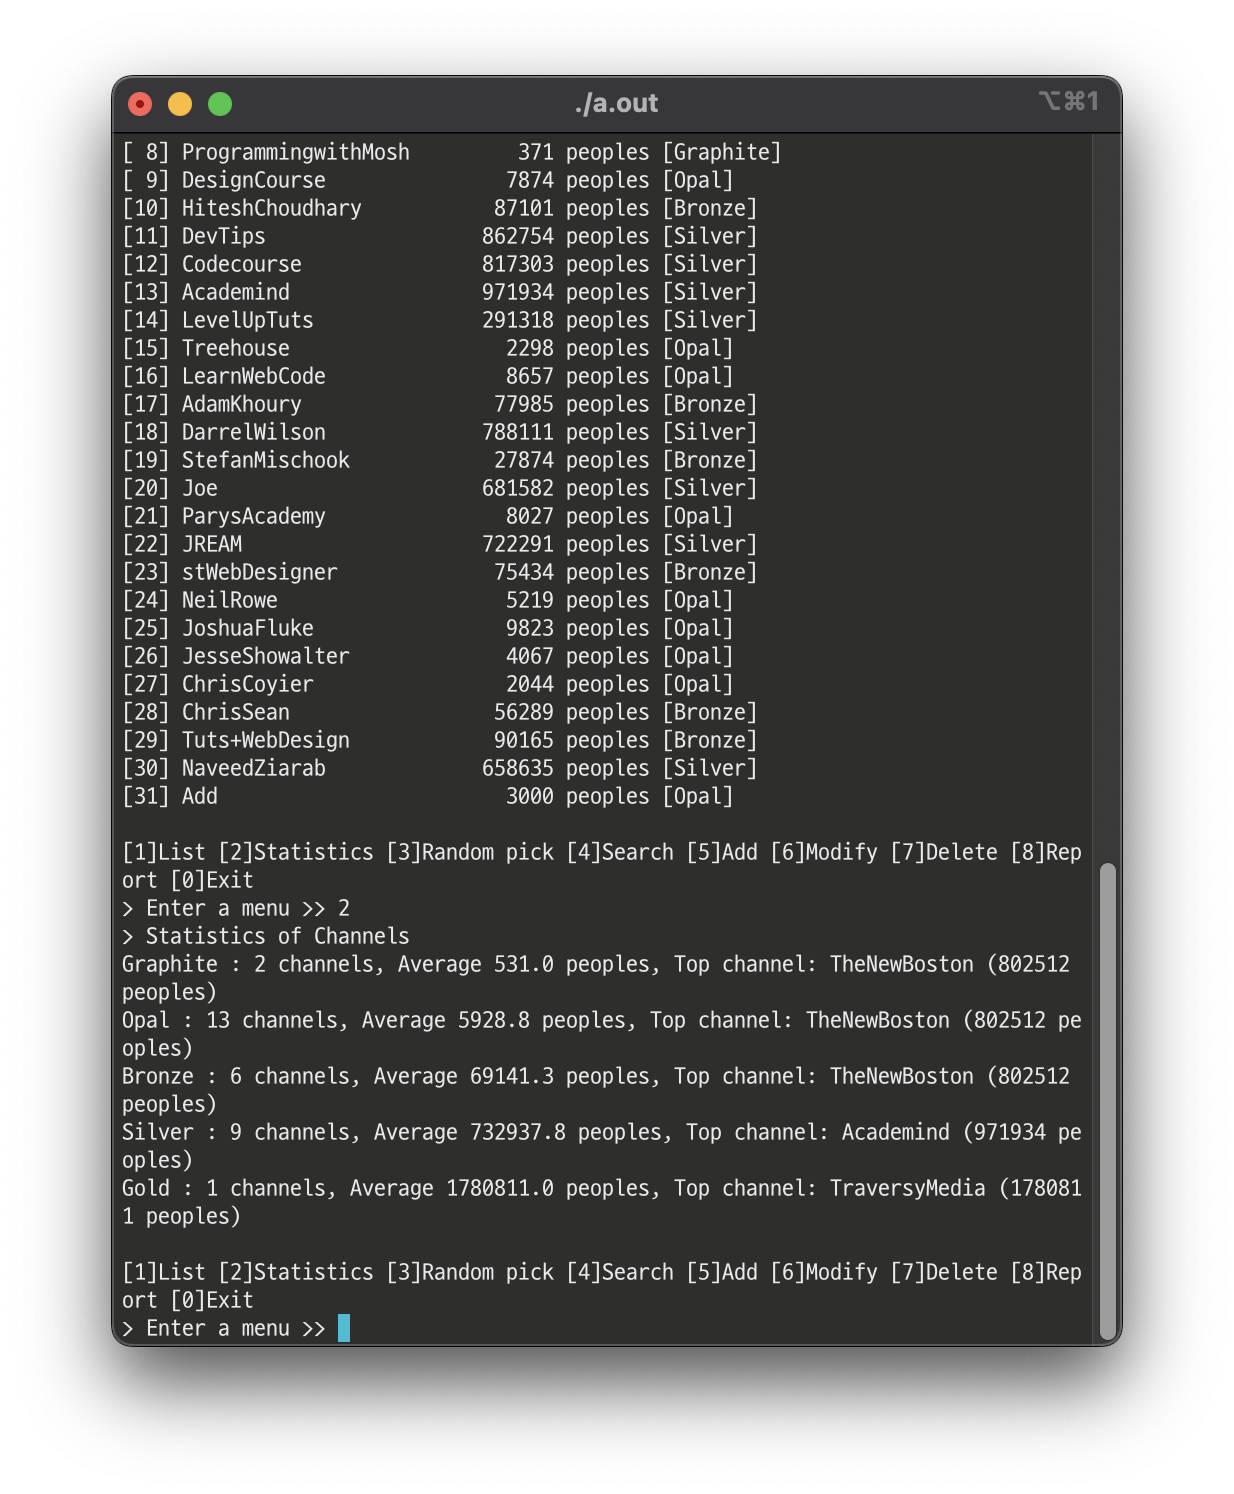 ./a.out
⌥⌘1
[ 8] ProgrammingwithMosh         371 peoples [Graphite]
[ 9] DesignCourse               7874 peoples [Opal]
[10] HiteshChoudhary           87101 peoples [Bronze]
[11] DevTips                  862754 peoples [Silver]
[12] Codecourse               817303 peoples [Silver]
[13] Academind                971934 peoples [Silver]
[14] LevelUpTuts              291318 peoples [Silver]
[15] Treehouse                  2298 peoples [Opal]
[16] LearnWebCode               8657 peoples [Opal]
[17] AdamKhoury                77985 peoples [Bronze]
[18] DarrelWilson             788111 peoples [Silver]
[19] StefanMischook            27874 peoples [Bronze]
[20] Joe                      681582 peoples [Silver]
[21] ParysAcademy               8027 peoples [Opal]
[22] JREAM                    722291 peoples [Silver]
[23] stWebDesigner             75434 peoples [Bronze]
[24] NeilRowe                   5219 peoples [Opal]
[25] JoshuaFluke                9823 peoples [Opal]
[26] JesseShowalter             4067 peoples [Opal]
[27] ChrisCoyier                2044 peoples [Opal]
[28] ChrisSean                 56289 peoples [Bronze]
[29] Tuts+WebDesign            90165 peoples [Bronze]
[30] NaveedZiarab             658635 peoples [Silver]
[31] Add                        3000 peoples [Opal]
[1]List [2]Statistics [3]Random pick [4]Search [5]Add [6]Modify [7]Delete [8]Rep
ort [0]Exit
> Enter a menu >> 2
> Statistics of Channels
Graphite : 2 channels, Average 531.0 peoples, Top channel: TheNewBoston (802512
peoples)
Opal : 13 channels, Average 5928.8 peoples, Top channel: TheNewBoston (802512 pe
oples)
Bronze : 6 channels, Average 69141.3 peoples, Top channel: TheNewBoston (802512
peoples)
Silver : 9 channels, Average 732937.8 peoples, Top channel: Academind (971934 pe
oples)
Gold : 1 channels, Average 1780811.0 peoples, Top channel: TraversyMedia (178081
1 peoples)
[1]List [2]Statistics [3]Random pick [4]Search [5]Add [6]Modify [7]Delete [8]Rep
ort [0]Exit
> Enter a menu >>